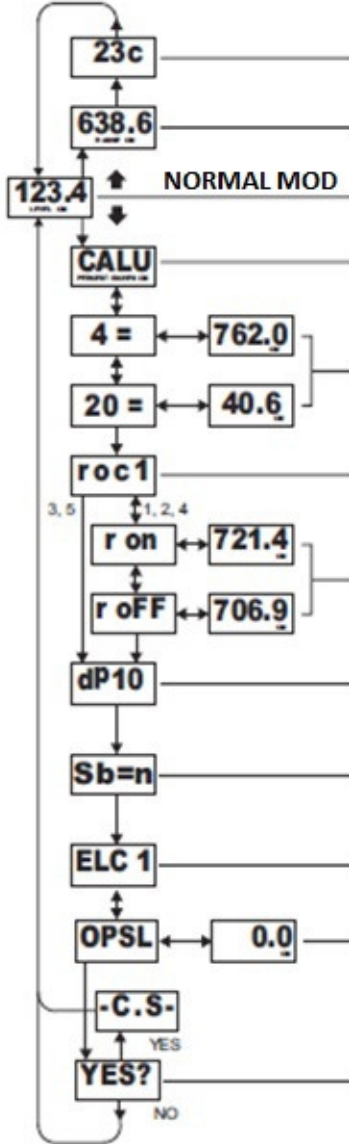 23c
638.6
123.4
NORMAL MOD
CALU
4 =
762.0
20 =
40.6
roc1
3, 5
1, 2, 4
r on
721.4
r oFF
706.9
dP10
Sb=n
ELC 1
OPSL
0.0
-C.S-
YES
YES?
NO